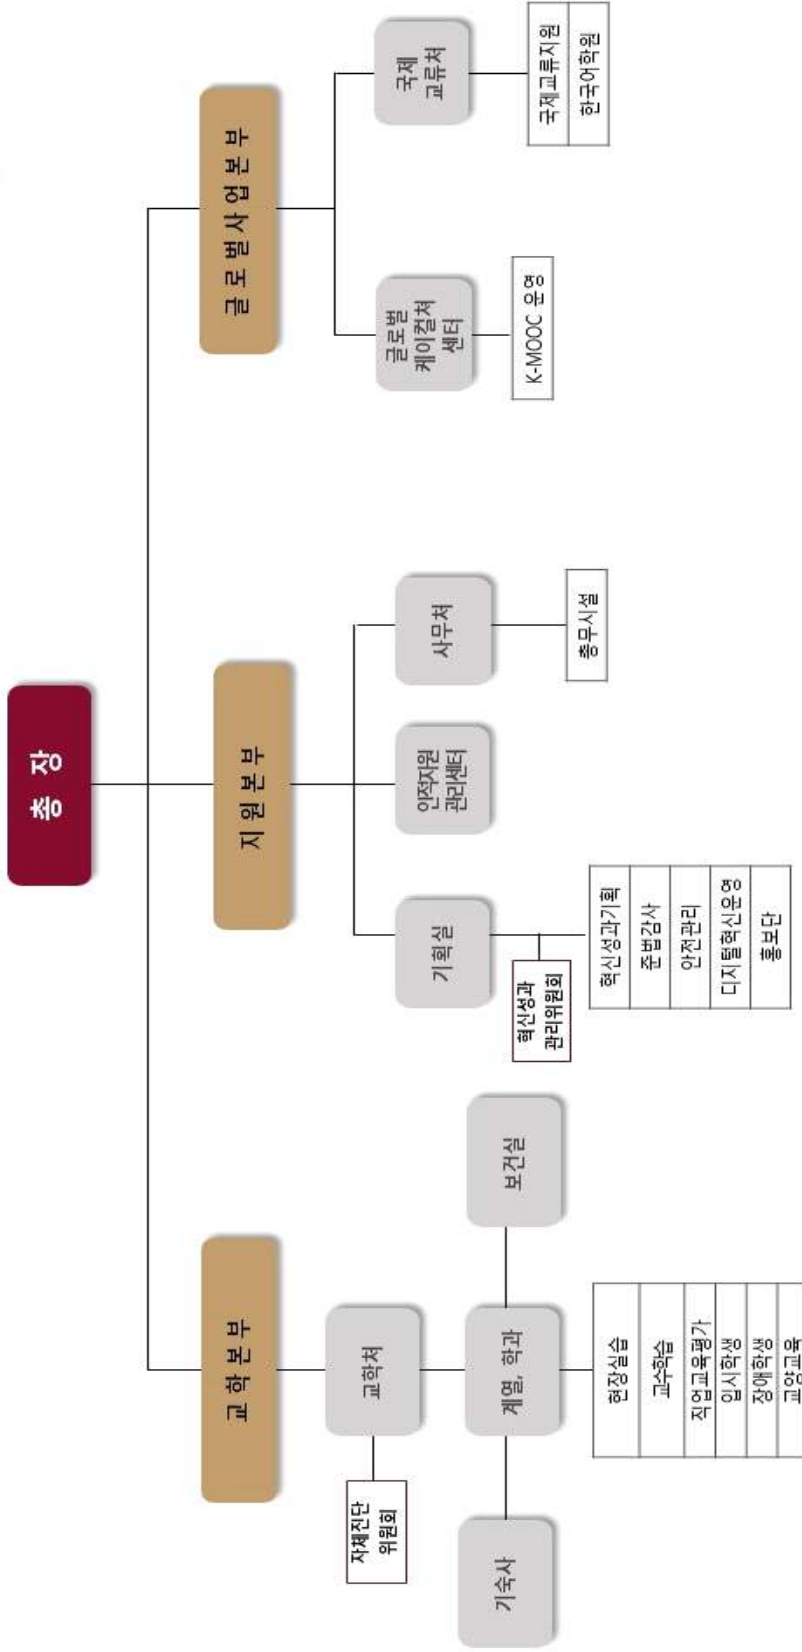 총 장
교 학 본 부
지 원 본 부
글 로 벌 사 업 본 부
교학처
자체진단
위원회
기숙사
계열, 학과
보건실
현장실습
교수학습
직업교육평가
입시학생
장애학생
교양교육
기획실
혁신성과
관리위원회
혁신성과기획
준법감사
안전관리
디지털혁신운영
홍보단
인적자원
관리센터
사무처
총무시설
글로벌
케이컬쳐
센터
K-MOOC 운영
국제
교류처
국제교류지원
한국어학원